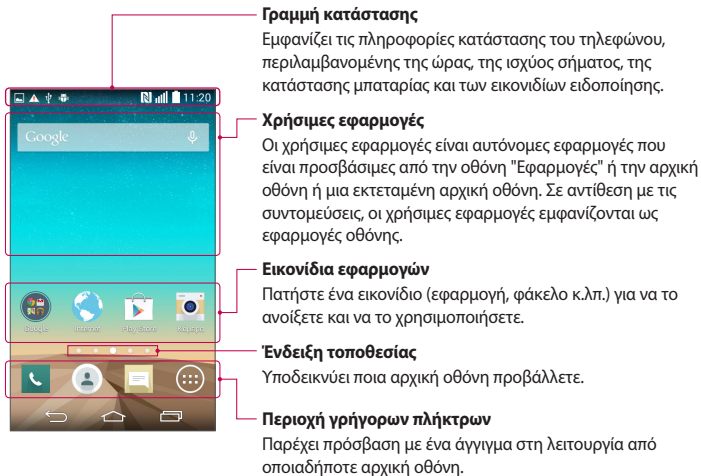 Γραμμή κατάστασης
Εμφανίζει τις πληροφορίες κατάστασης του τηλεφώνου,
περιλαμβανομένης της ώρας, της ισχύος σήματος, της
κατάστασης μπαταρίας και των εικονιδίων ειδοποίησης.
11:20
Google
Χρήσιμες εφαρμογές
Οι χρήσιμες εφαρμογές είναι αυτόνομες εφαρμογές που
είναι προσβάσιμες από την οθόνη "Εφαρμογές" ή την αρχική
οθόνη ή μια εκτεταμένη αρχική οθόνη. Σε αντίθεση με τις
συντομεύσεις, οι χρήσιμες εφαρμογές εμφανίζονται ως
εφαρμογές οθόνης.
Εικονίδια εφαρμογών
Πατήστε ένα εικονίδιο (εφαρμογή, φάκελο κ.λπ.) για να το
ανοίξετε και να το χρησιμοποιήσετε.
Google Internet Play Store Κάμερα
Ένδειξη τοποθεσίας
Υποδεικνύει ποια αρχική οθόνη προβάλλετε.
Περιοχή γρήγορων πλήκτρων
Παρέχει πρόσβαση με ένα άγγιγμα στη λειτουργία από
οποιαδήποτε αρχική οθόνη.